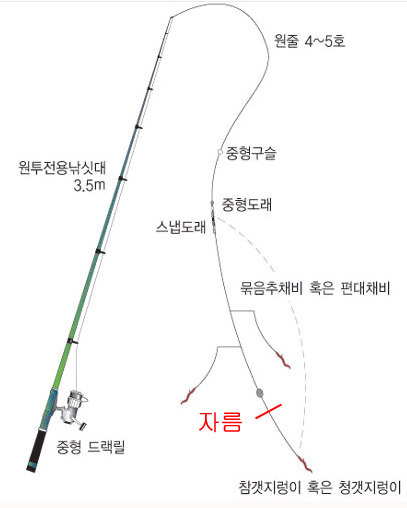 원줄 4~5호
중형구슬
원투전용낚싯대
3.5m
중형도래
스냅도래
묶음추채비 혹은 편대채비
자름
중형 드랙릴
참갯지렁이 혹은 청갯지렁이